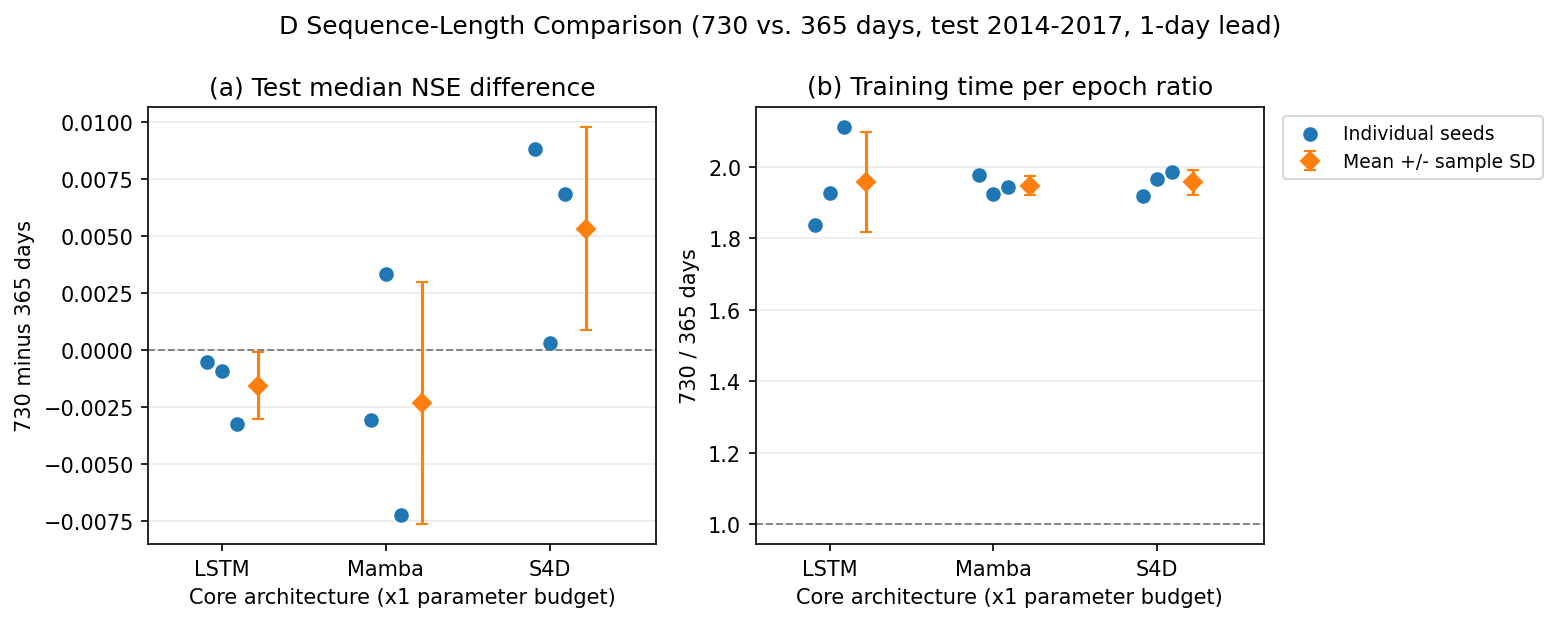 D Sequence-Length Comparison (730 vs. 365 days, test 2014-2017, 1-day lead)
(a) Test median NSE difference
730 minus 365 days
0.0100
0.0075
0.0050
0.0025
0.0000
−0.0025
−0.0050
−0.0075
LSTM
Mamba
S4D
Core architecture (x1 parameter budget)
(b) Training time per epoch ratio
730 / 365 days
2.0
1.8
1.6
1.4
1.2
1.0
LSTM
Mamba
S4D
Core architecture (x1 parameter budget)
Individual seeds
Mean +/- sample SD